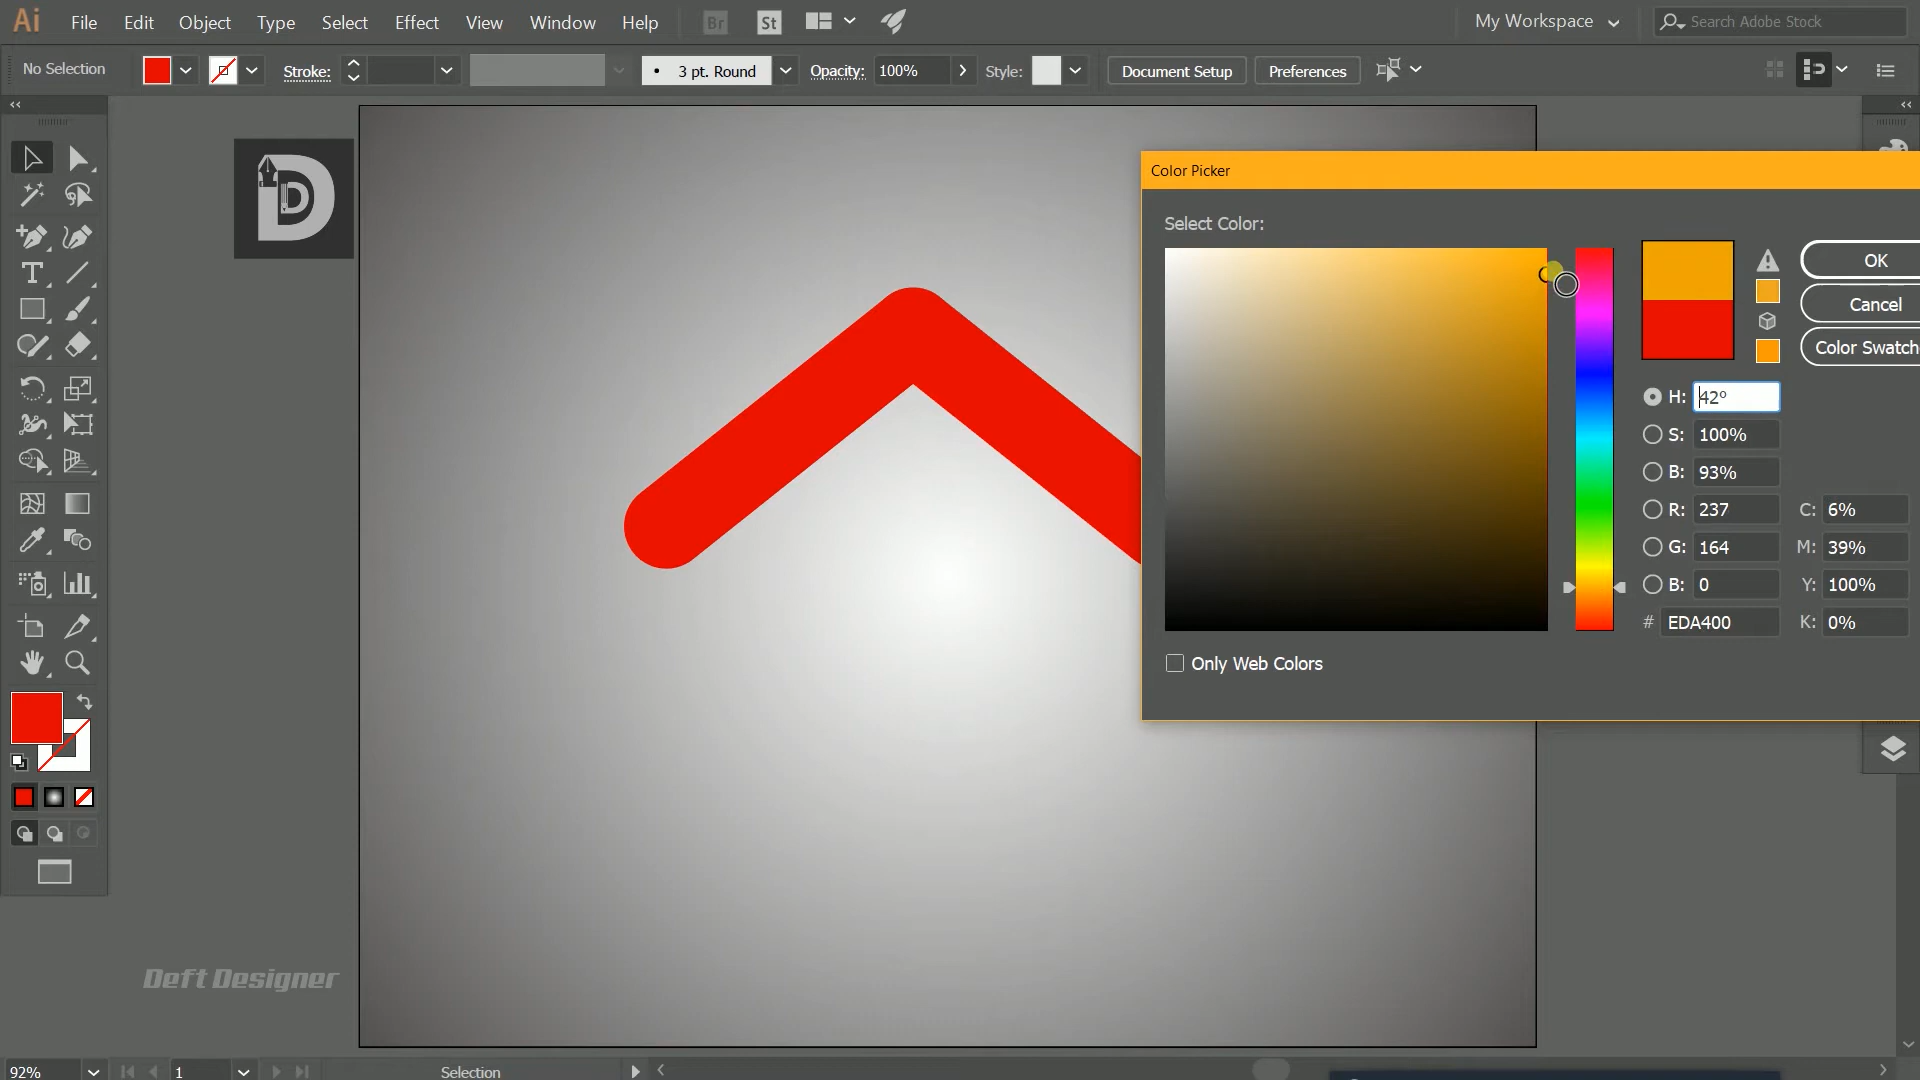 Ai File Edit Object Type Select Effect View Window Help Br St My Workspace Search Adobe Stock
No Selection Stroke: 3 pt. Round Opacity: 100% Style: Document Setup Preferences
D
Color Picker
Select Color:
OK
Cancel
Color Swatch
H: 42°
S: 100%
B: 93%
R: 237 C: 6%
G: 164 M: 39%
B: 0 Y: 100%
# EDA400 K: 0%
Only Web Colors
Deft Designer
92% 1 Selection